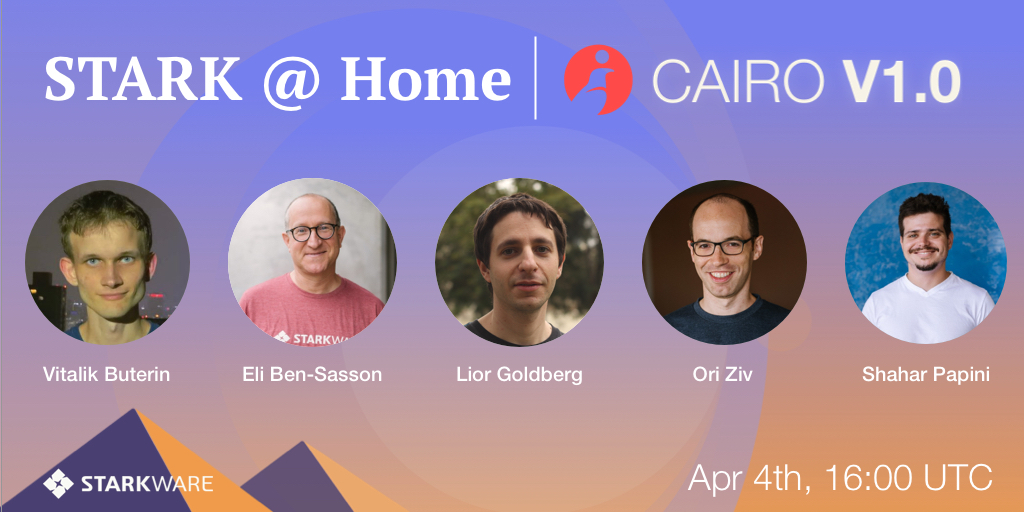 STARK @ Home
CAIRO V1.0
STARKWA
Vitalik Buterin
Eli Ben-Sasson
Lior Goldberg
Ori Ziv
Shahar Papini
STARKWARE
Apr 4th, 16:00 UTC